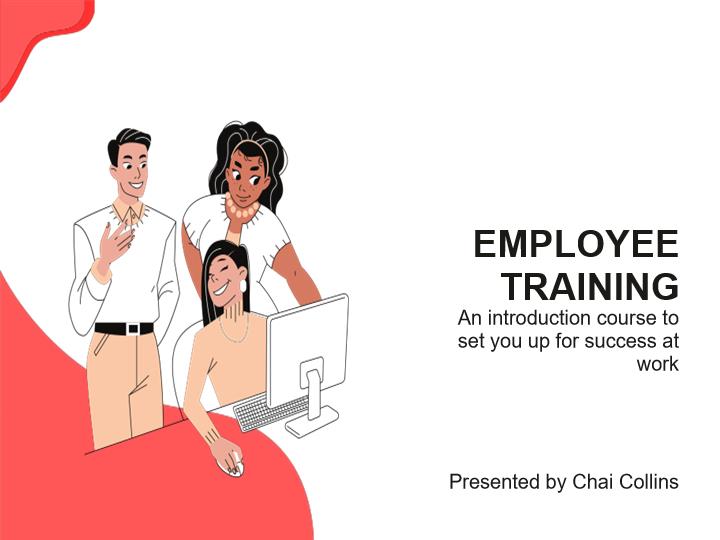 EMPLOYEE
TRAINING
An introduction course to
set you up for success at
work
Presented by Chai Collins